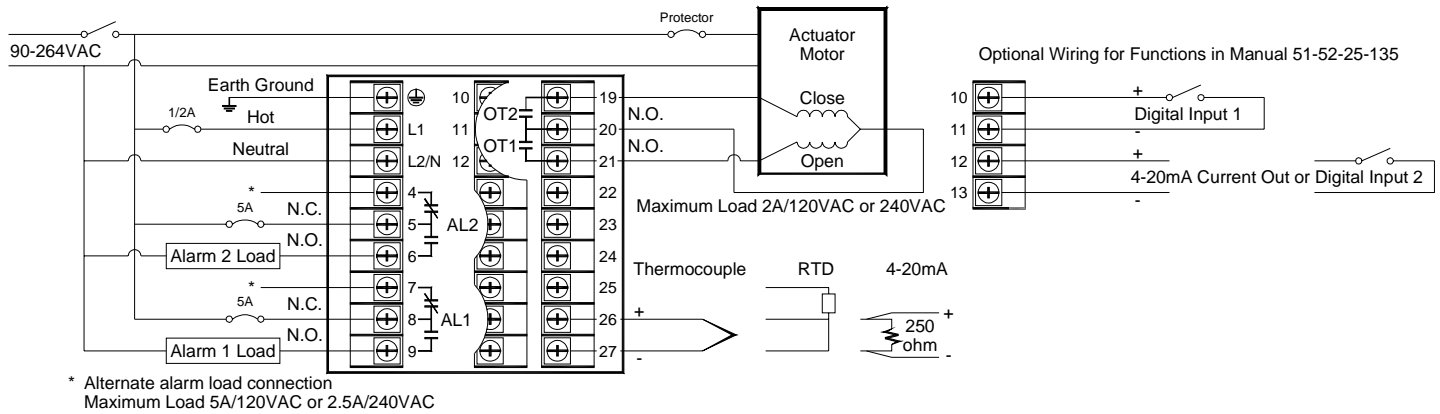 Protector
90-264VAC
Actuator
Motor
Optional Wiring for Functions in Manual 51-52-25-135
Earth Ground
10
19
Close
10
+
OT2
N.O.
Digital Input 1
1/2A
Hot
L1
11
20
11
-
OT1
N.O.
Neutral
L2/N
12
21
Open
12
+
4-20mA Current Out or Digital Input 2
*
4
22
13
-
Maximum Load 2A/120VAC or 240VAC
5A
N.C.
5
AL2
23
N.O.
Alarm 2 Load
6
24
Thermocouple
RTD
4-20mA
*
7
25
5A
N.C.
8
AL1
26
+
+
N.O.
250
ohm
Alarm 1 Load
9
27
-
-
* Alternate alarm load connection
Maximum Load 5A/120VAC or 2.5A/240VAC